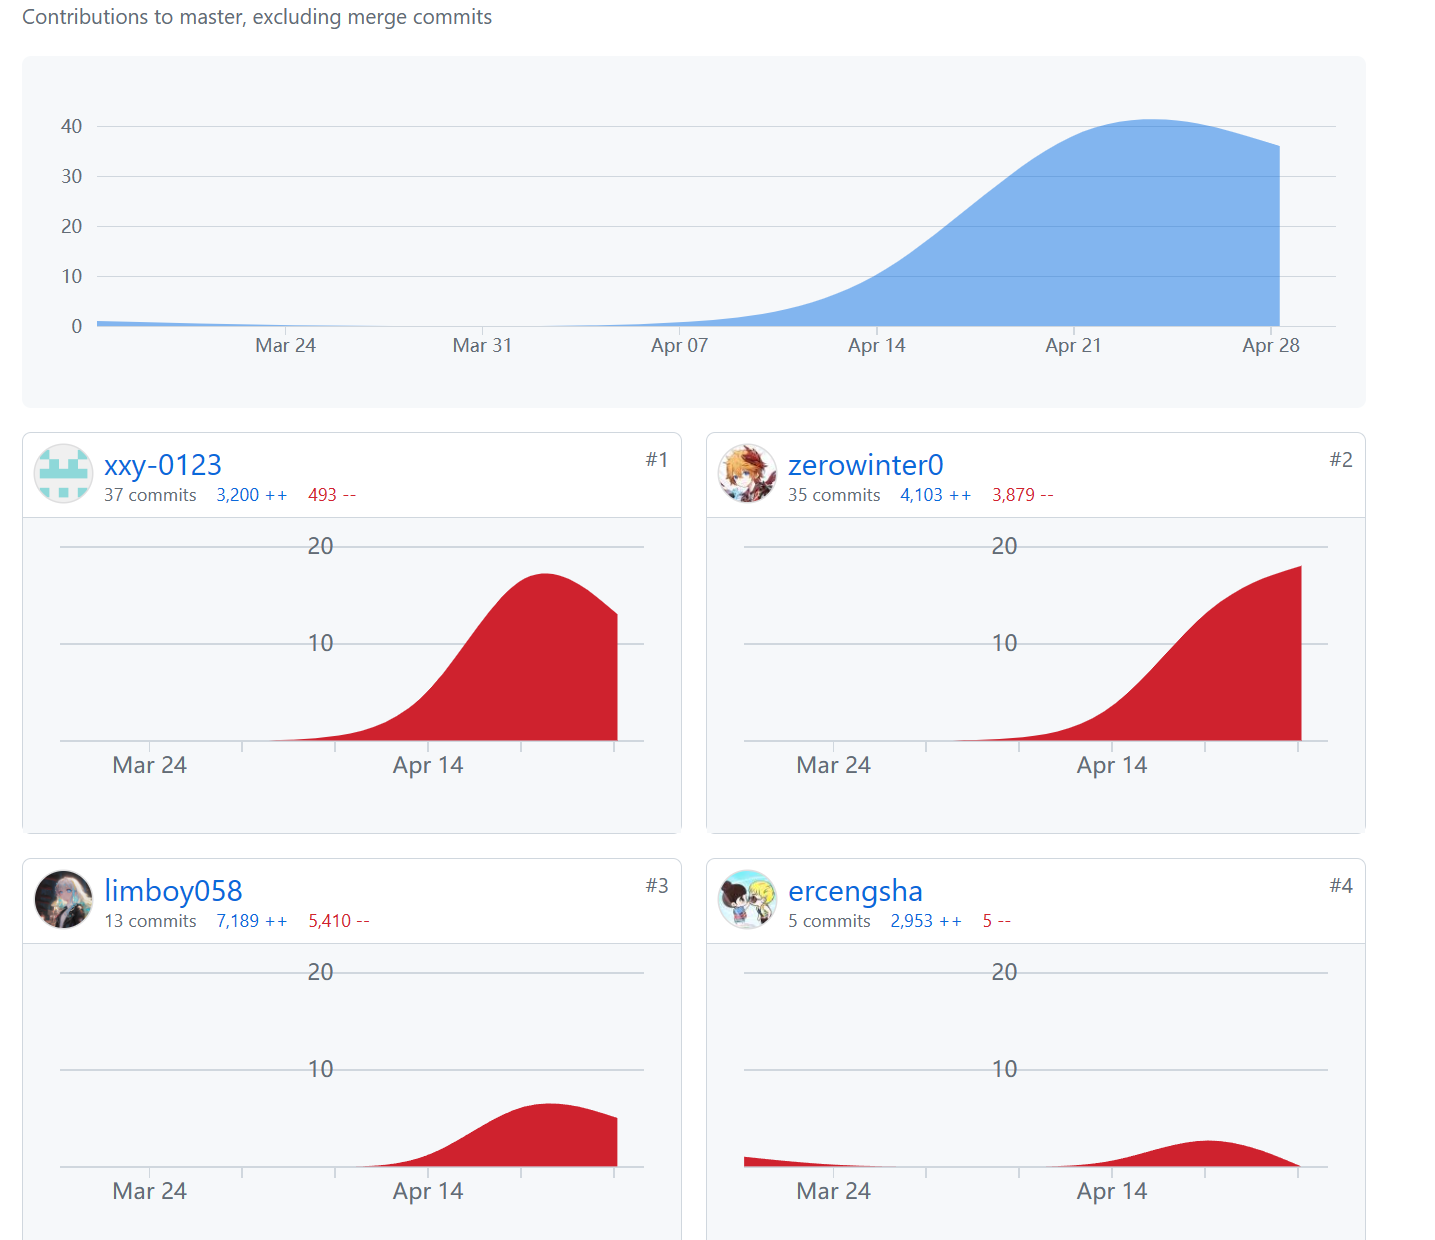 Contributions to master, excluding merge commits
40
30
20
10
0
Mar 24 Mar 31 Apr 07 Apr 14 Apr 21 Apr 28
xxy-0123 #1
37 commits 3,200 ++ 493 --
20
10
Mar 24 Apr 14
zerowinter0 #2
35 commits 4,103 ++ 3,879 --
20
10
Mar 24 Apr 14
limboy058 #3
13 commits 7,189 ++ 5,410 --
20
10
Mar 24 Apr 14
ercengsha #4
5 commits 2,953 ++ 5 --
20
10
Mar 24 Apr 14